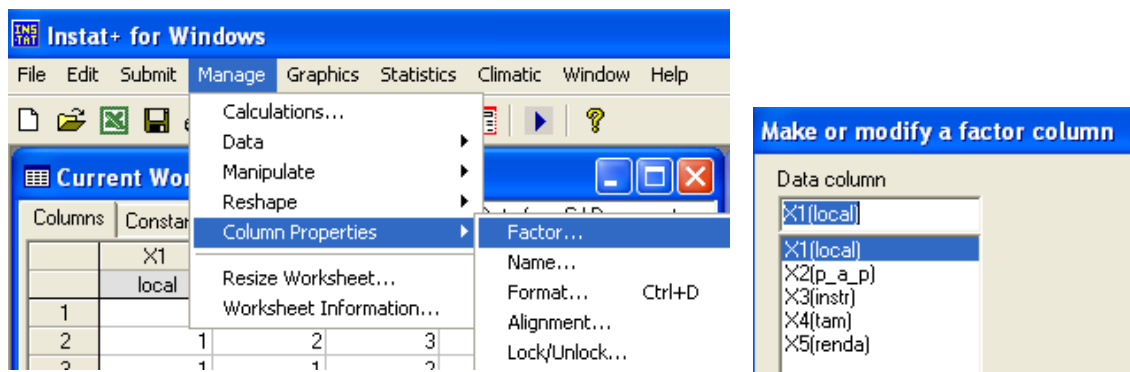 INS TAT Instat+ for Windows
File Edit Submit Manage Graphics Statistics Climatic Window Help
Calculations...
Data
Manipulate
Reshape
Column Properties
Resize Worksheet...
Worksheet Information...
Factor...
Name...
Format... Ctrl+D
Alignment...
Lock/Unlock...
Columns
X1
local
1
2 1 2 3
3 1 1 2
Make or modify a factor column
Data column
X1(local)
X1(local)
X2(p_a_p)
X3(instr)
X4(tam)
X5(renda)